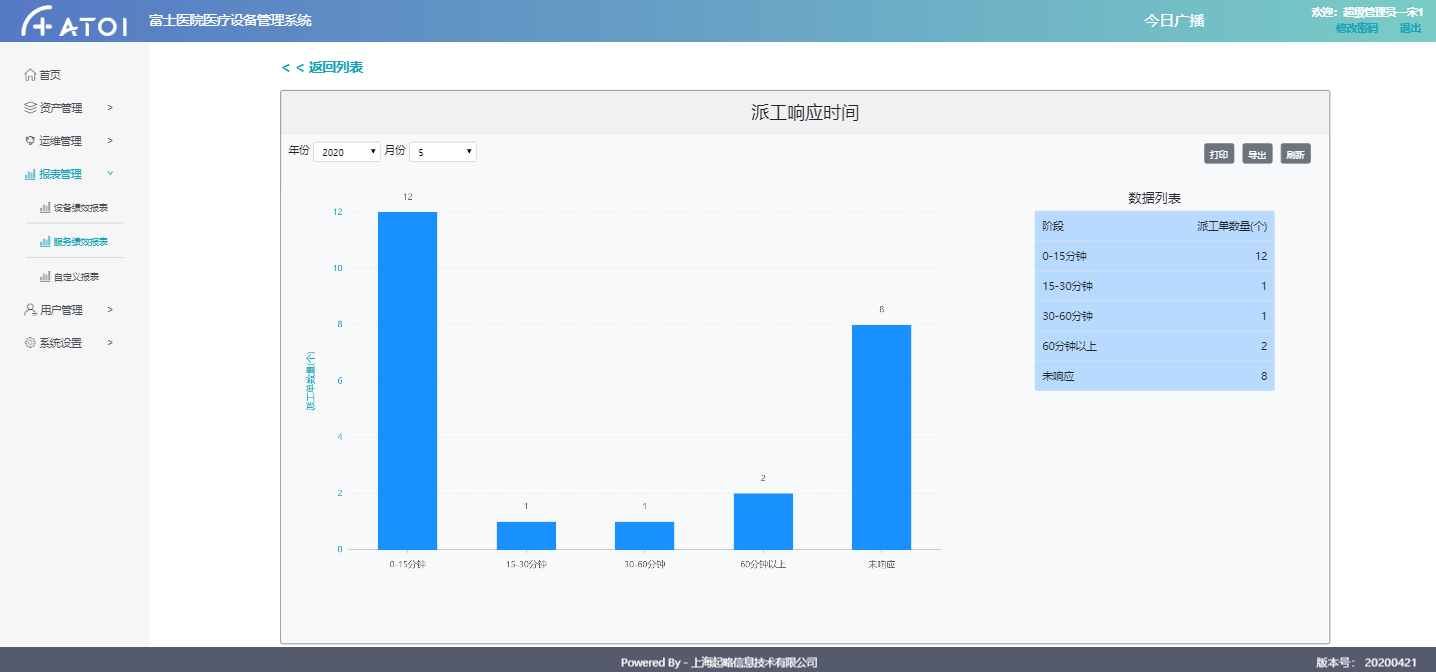 ATOI 富士医院医疗设备管理系统
今日广播
欢迎：超级管理员一宋1
修改密码 退出
首页
资产管理 >
运维管理 >
报表管理
设备绩效报表
服务绩效报表
自定义报表
用户管理 >
系统设置 >
< < 返回列表
派工响应时间
年份 2020 月份 5
打印 导出 刷新
派工单数量(个)
12
10
8
6
4
2
0
12
1
1
2
8
0-15分钟 15-30分钟 30-60分钟 60分钟以上 未响应
数据列表
阶段 派工单数量(个)
0-15分钟 12
15-30分钟 1
30-60分钟 1
60分钟以上 2
未响应 8
Powered By - 上海起略信息技术有限公司
版本号： 20200421